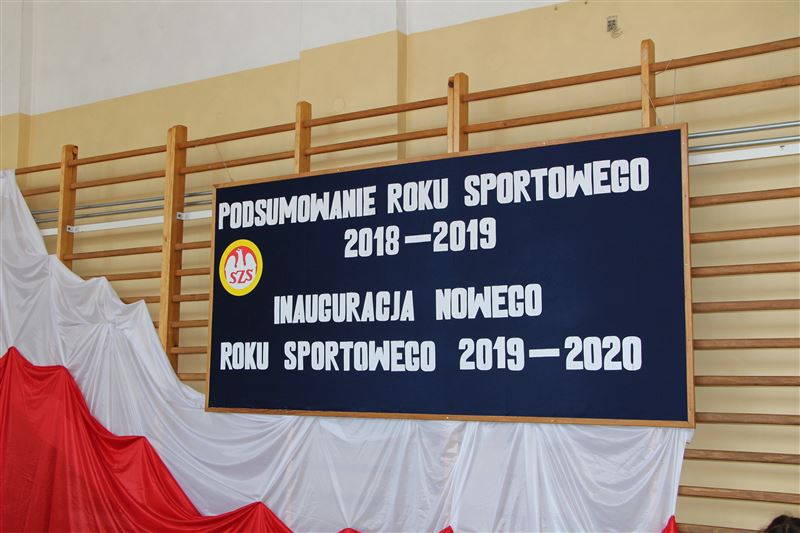 PODSUMOWANIE ROKU SPORTOWEGO
2018-2019
SZS
INAUGURACJA NOWEGO
ROKU SPORTOWEGO 2019-2020